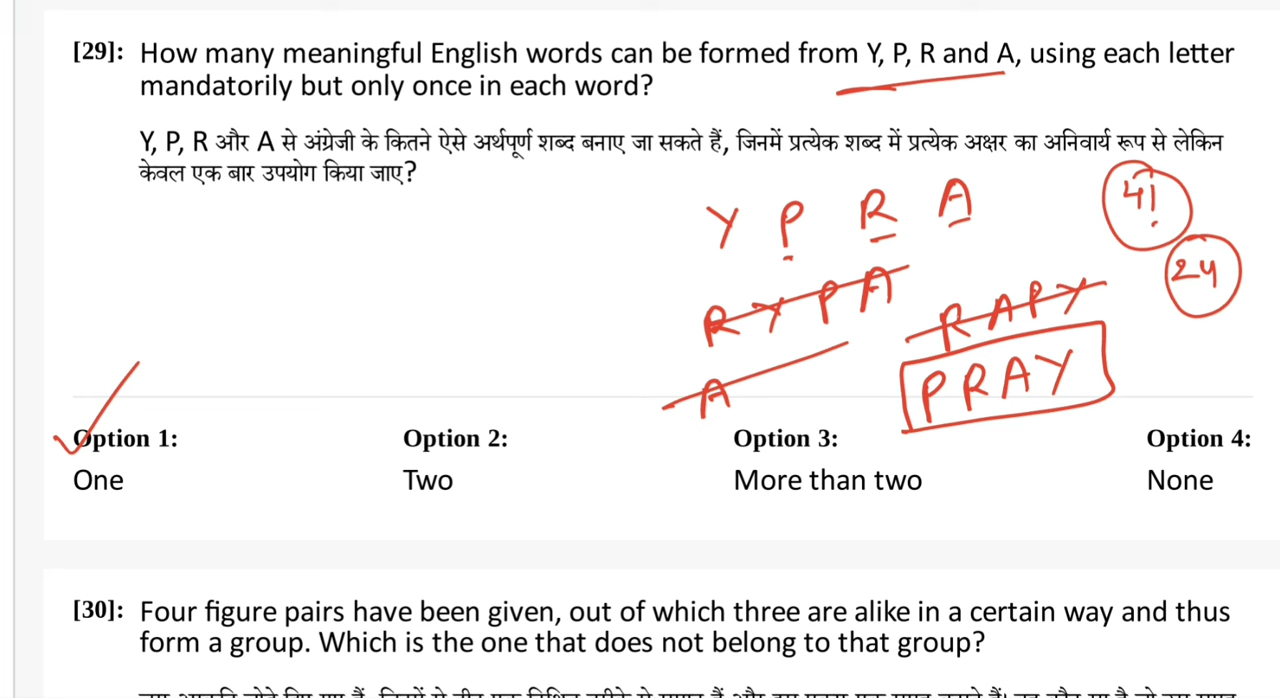 [29]: How many meaningful English words can be formed from Y, P, R and A, using each letter
mandatorily but only once in each word?
Y, P, R और A से अंग्रेजी के कितने ऐसे अर्थपूर्ण शब्द बनाए जा सकते हैं, जिनमें प्रत्येक शब्द में प्रत्येक अक्षर का अनिवार्य रूप से लेकिन
केवल एक बार उपयोग किया जाए?
Y P R A
4!
24
R Y P A
R A P Y
A
P R A Y
Option 1: Option 2: Option 3: Option 4:
One Two More than two None
[30]: Four figure pairs have been given, out of which three are alike in a certain way and thus
form a group. Which is the one that does not belong to that group?